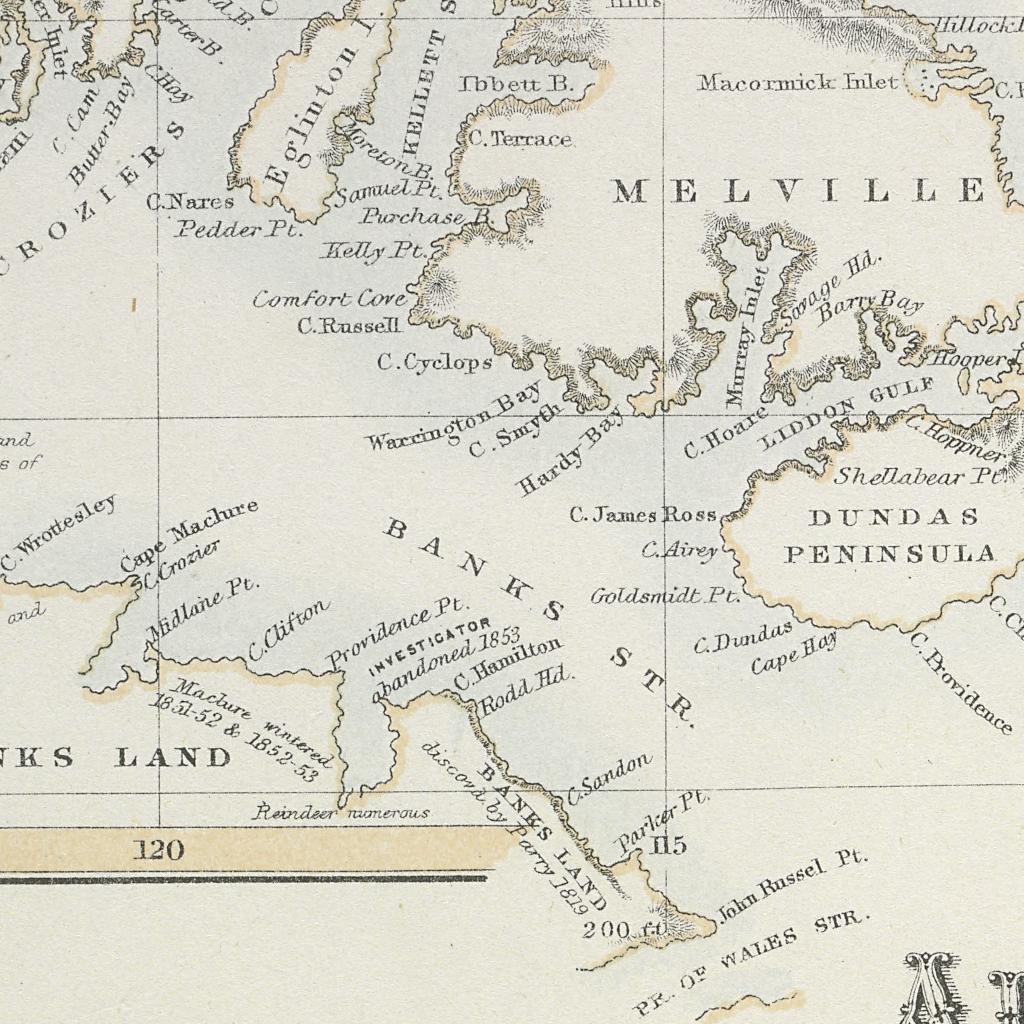 Inlet
Carter B.
C. Hay
C. Cam
Butter Bay
CROZIERS
Eglinton I.
KELLETT S
Ibbett B.
Macormick Inlet
Hillock
C. Terrace
Moreton B.
MELVILLE
C. Nares
Samuel Pt.
Pedder Pt.
Purchase B.
Kelly Pt.
Comfort Cove
C. Russell
Murray Inlet
Savage Hd.
Barry Bay
C. Cyclops
Hooper I
Warrington Bay
C. Smyth
Hardy Bay
C. Hoare
LIDDON GULF
C. Hoppner
Shellabear Pt.
and
s of
C. Wrottesley
Cape Maclure
C. Crozier
and
BANKS STR.
C. James Ross
DUNDAS
PENINSULA
C. Airey
Goldsmidt Pt.
C. Dundas
Cape Hay
C. Providence
Midlane Pt.
C. Clifton
Providence Pt.
INVESTIGATOR
abandoned 1853
C. Hamilton
Rodd Hd.
Maclure wintered
1851-52 & 1852-53
NKS LAND
Reindeer numerous
BANKS LAND
discovd by Parry 1819
C. Sandon
Parker Pt.
120
115
200 ft
John Russel Pt.
PR. OF WALES STR.
A